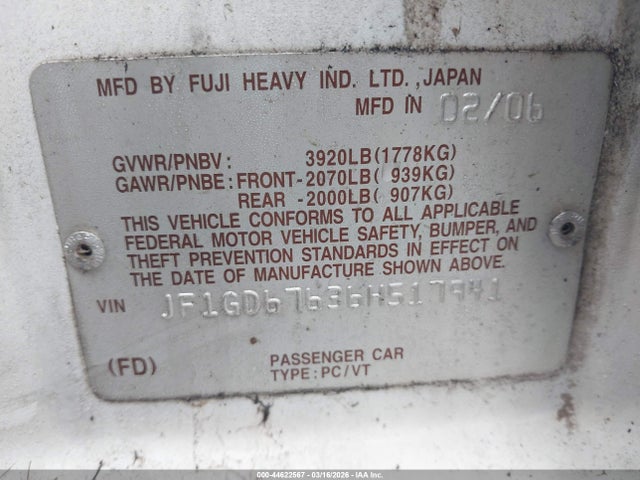 MFD BY FUJI HEAVY IND. LTD.,JAPAN
MFD IN 02/06
GVWR/PNBV: 3920LB(1778KG)
GAWR/PNBE:FRONT-2070LB( 939KG)
REAR -2000LB( 907KG)
THIS VEHICLE CONFORMS TO ALL APPLICABLE
FEDERAL MOTOR VEHICLE SAFETY, BUMPER, AND
THEFT PREVENTION STANDARDS IN EFFECT ON
THE DATE OF MANUFACTURE SHOWN ABOVE.
VIN JF1GD67636H517941
(FD) PASSENGER CAR
TYPE:PC/VT
000-44622567 - 03/16/2026 - IAA Inc.